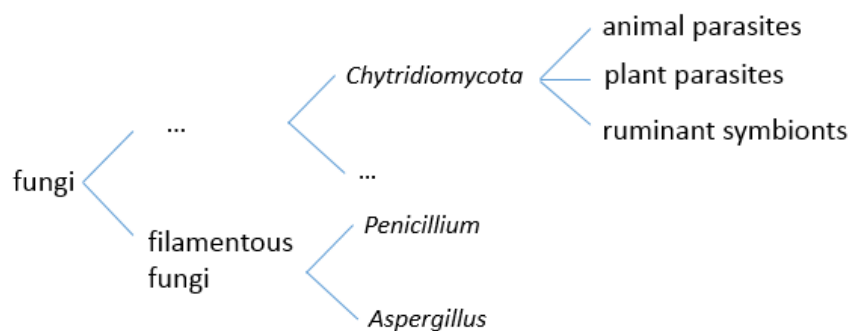 animal parasites
Chytridiomycota
plant parasites
...
ruminant symbionts
fungi
...
filamentous
fungi
Penicillium
Aspergillus